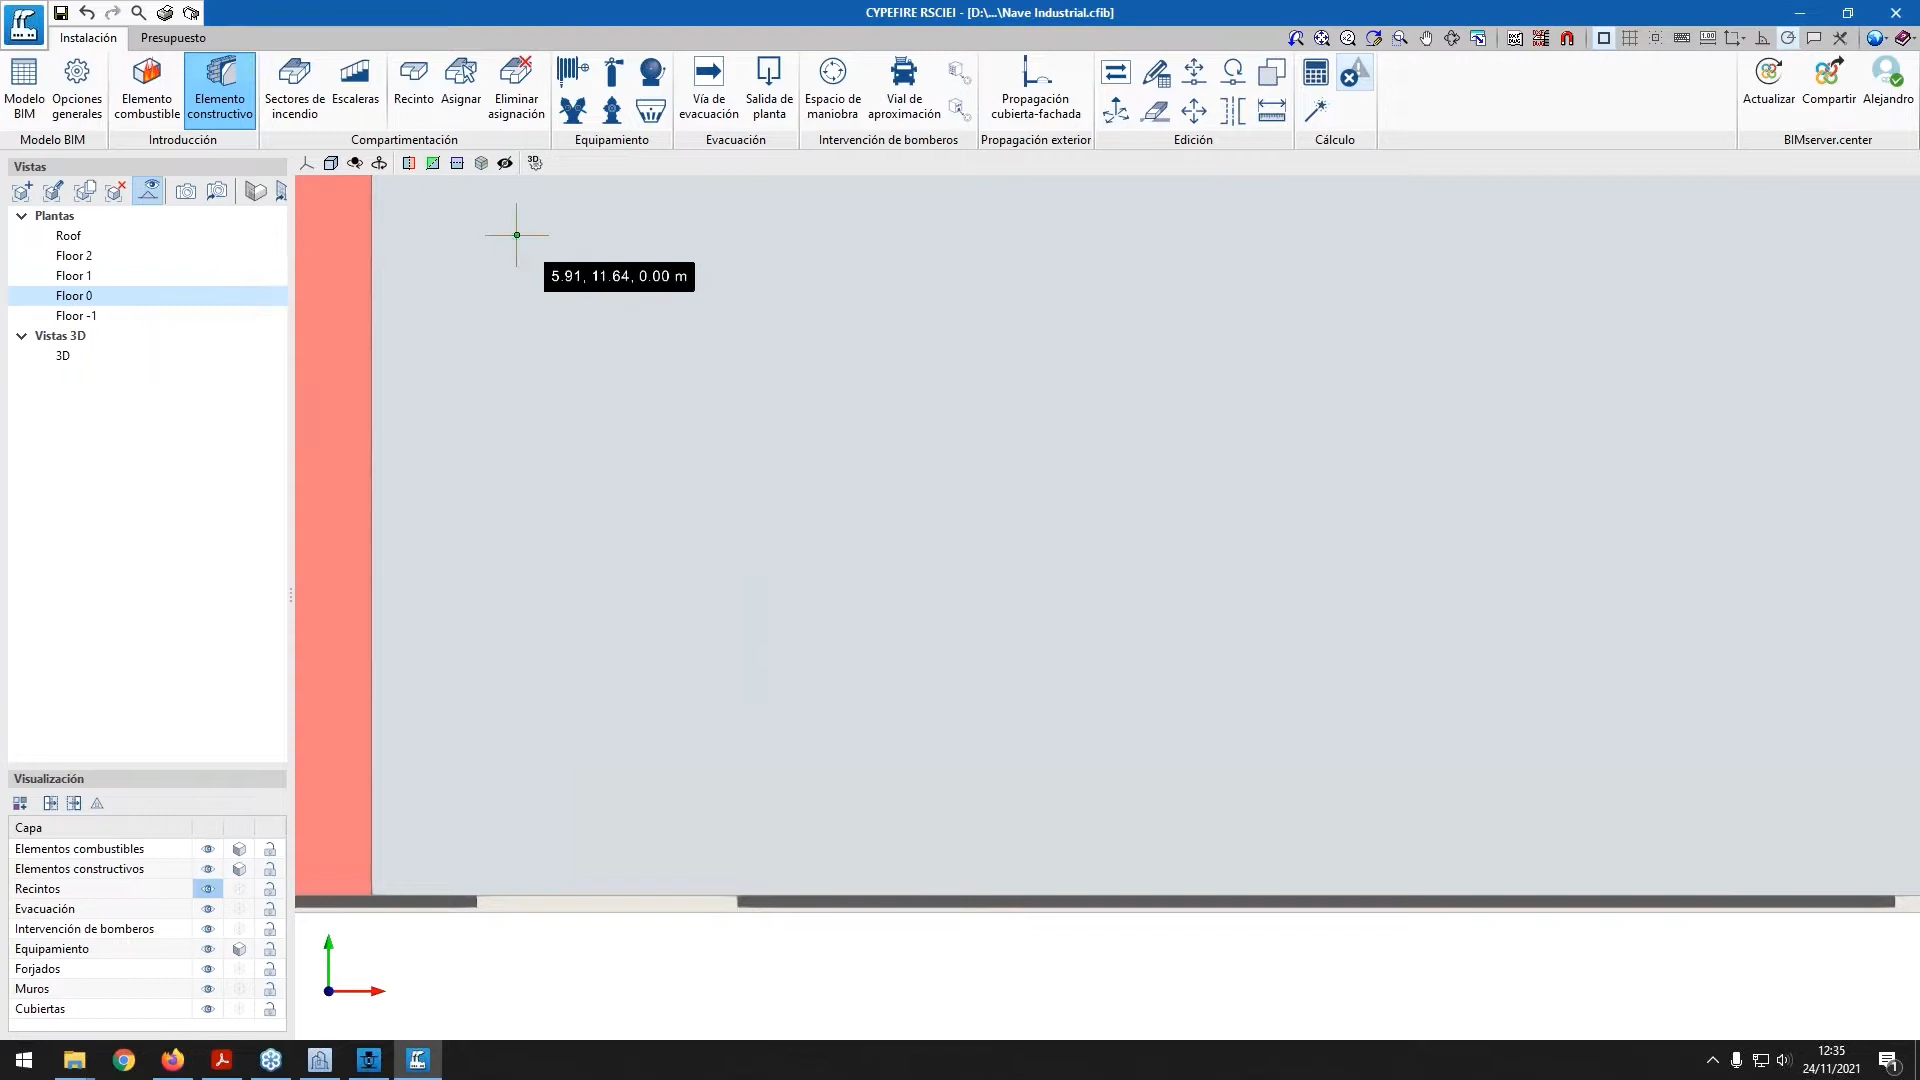 CYPEFIRE RSCIEI - [D:\...\Nave Industrial.cfib]
Instalación
Presupuesto
Modelo BIM
Opciones generales
Elemento combustible
Elemento constructivo
Sectores de incendio
Escaleras
Recinto
Asignar
Eliminar asignación
Vía de evacuación
Salida de planta
Espacio de maniobra
Vial de aproximación
Propagación cubierta-fachada
Actualizar
Compartir
Alejandro
Modelo BIM
Introducción
Compartimentación
Equipamiento
Evacuación
Intervención de bomberos
Propagación exterior
Edición
Cálculo
BIMserver.center
Vistas
Plantas
Roof
Floor 2
Floor 1
Floor 0
Floor -1
Vistas 3D
3D
5.91, 11.64, 0.00 m
Visualización
Capa
Elementos combustibles
Elementos constructivos
Recintos
Evacuación
Intervención de bomberos
Equipamiento
Forjados
Muros
Cubiertas
12:35
24/11/2021
1